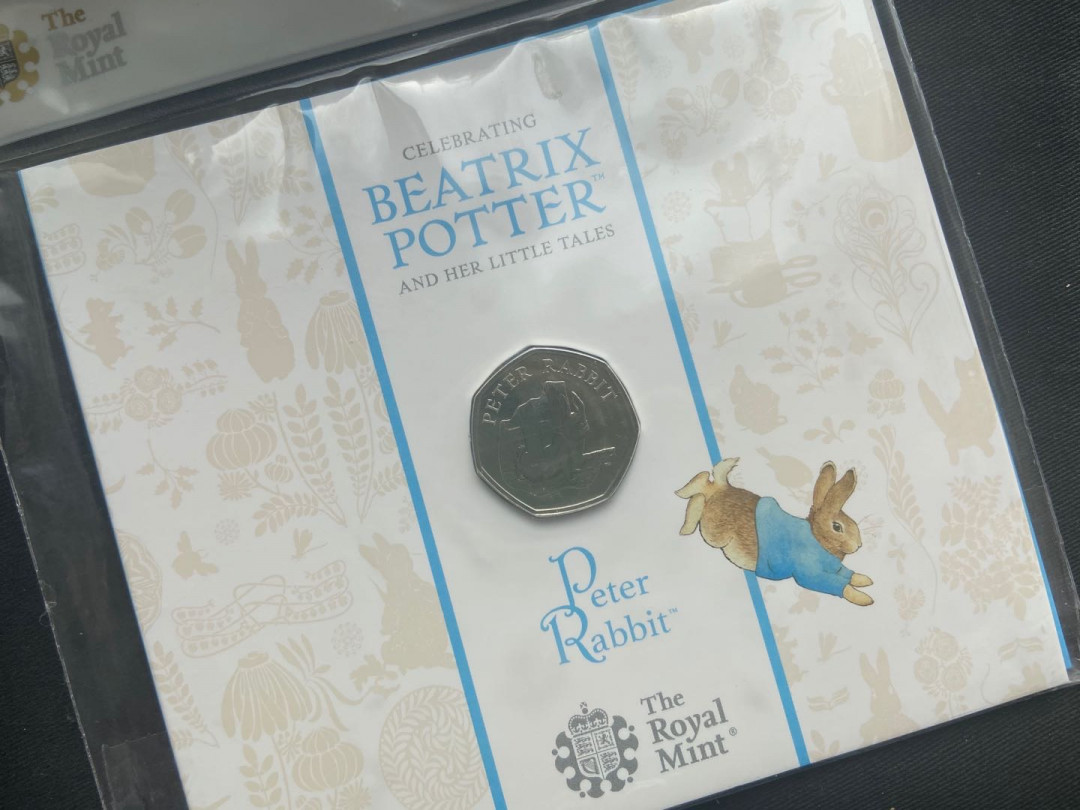 The
Royal
Mint
CELEBRATING
BEATRIX
POTTER™
AND HER LITTLE TALES
PETER RABBIT
Peter
Rabbit™
The
Royal
Mint®